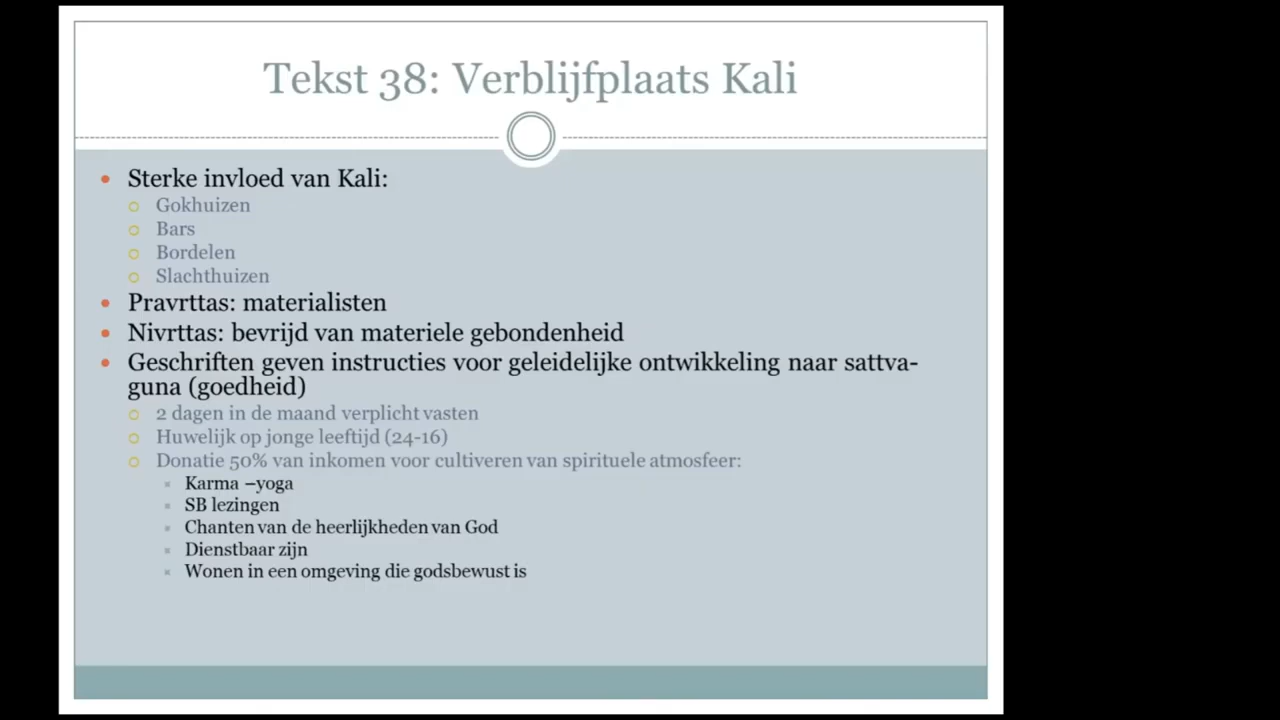 Tekst 38: Verblijfplaats Kali
Sterke invloed van Kali:
Gokhuizen
Bars
Bordelen
Slachthuizen
Pravrttas: materialisten
Nivrttas: bevrijd van materiele gebondenheid
Geschriften geven instructies voor geleidelijke ontwikkeling naar sattva-
guna (goedheid)
2 dagen in de maand verplicht vasten
Huwelijk op jonge leeftijd (24-16)
Donatie 50% van inkomen voor cultiveren van spirituele atmosfeer:
Karma –yoga
SB lezingen
Chanten van de heerlijkheden van God
Dienstbaar zijn
Wonen in een omgeving die godsbewust is